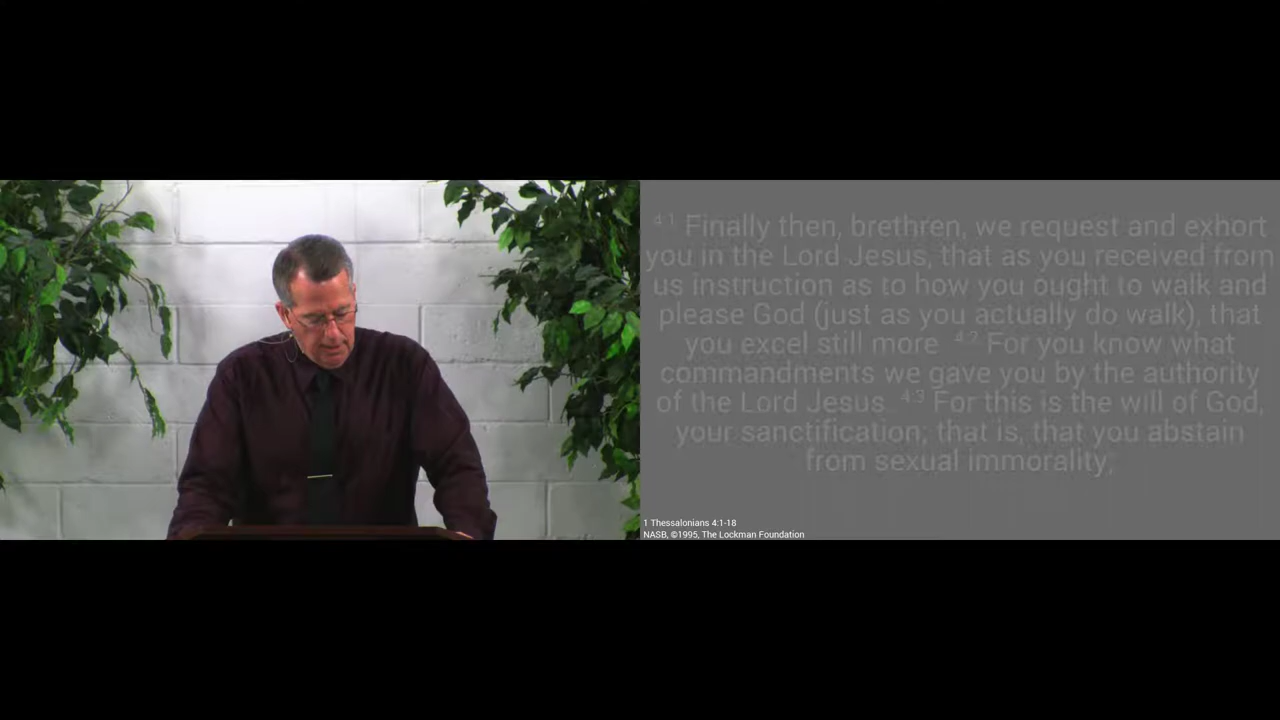 4:1 Finally then, brethren, we request and exhort
you in the Lord Jesus, that as you received from
us instruction as to how you ought to walk and
please God (just as you actually do walk), that
you excel still more. 4:2 For you know what
commandments we gave you by the authority
of the Lord Jesus. 4:3 For this is the will of God,
your sanctification; that is, that you abstain
from sexual immorality;
1 Thessalonians 4:1-18
NASB, ©1995, The Lockman Foundation